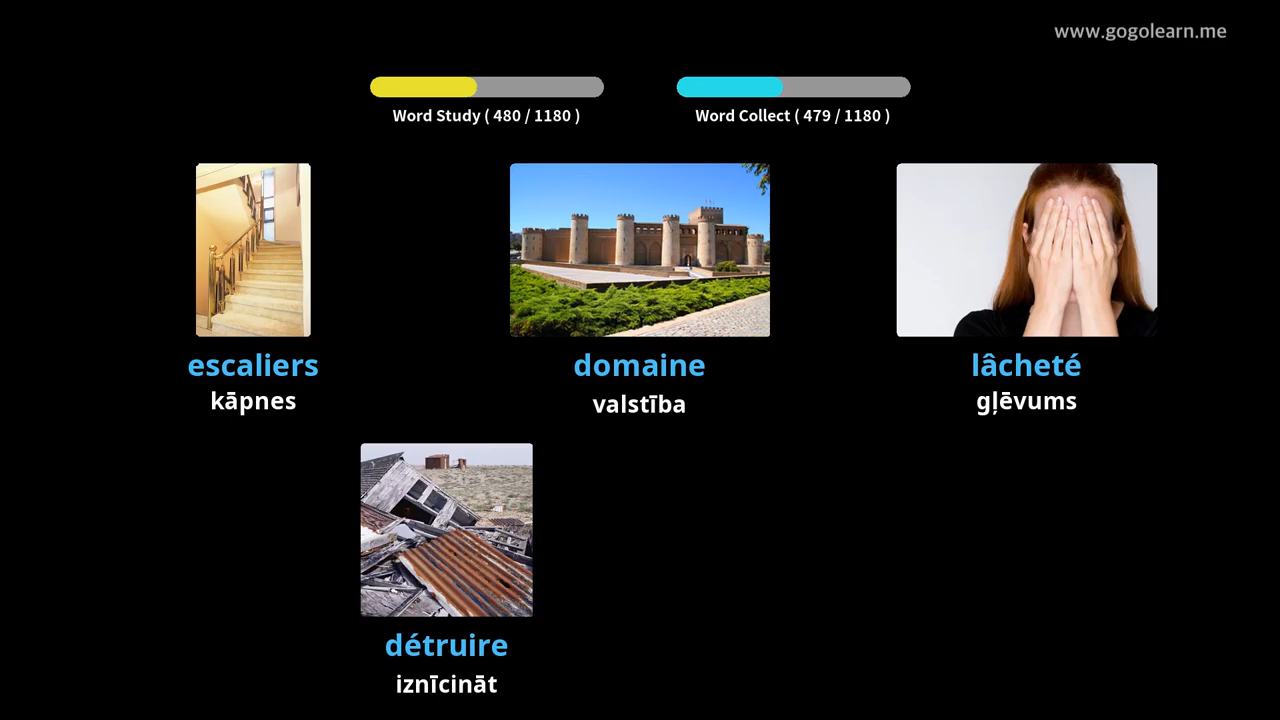 www.gogolearn.me
Word Study ( 480 / 1180 )
Word Collect ( 479 / 1180 )
escaliers
kāpnes
domaine
valstība
lâcheté
gļēvums
détruire
iznīcināt